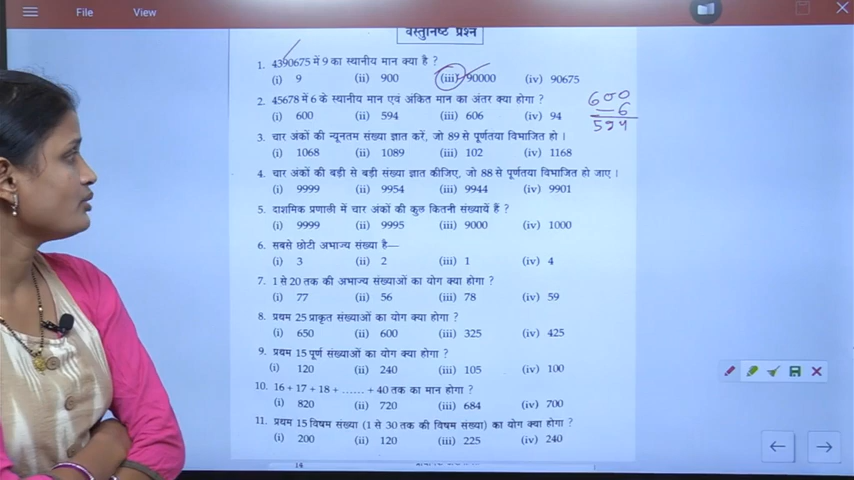 File View
वस्तुनिष्ठ प्रश्न
1. 4390675 में 9 का स्थानीय मान क्या है ?
(i) 9 (ii) 900 (iii) 90000 (iv) 90675
2. 45678 में 6 के स्थानीय मान एवं अंकित मान का अंतर क्या होगा ?
(i) 600 (ii) 594 (iii) 606 (iv) 94
600
— 6
594
3. चार अंकों की न्यूनतम संख्या ज्ञात करें, जो 89 से पूर्णतया विभाजित हो ।
(i) 1068 (ii) 1089 (iii) 102 (iv) 1168
4. चार अंकों की बड़ी से बड़ी संख्या ज्ञात कीजिए, जो 88 से पूर्णतया विभाजित हो जाए ।
(i) 9999 (ii) 9954 (iii) 9944 (iv) 9901
5. दाशमिक प्रणाली में चार अंकों की कुल कितनी संख्यायें हैं ?
(i) 9999 (ii) 9995 (iii) 9000 (iv) 1000
6. सबसे छोटी अभाज्य संख्या है—
(i) 3 (ii) 2 (iii) 1 (iv) 4
7. 1 से 20 तक की अभाज्य संख्याओं का योग क्या होगा ?
(i) 77 (ii) 56 (iii) 78 (iv) 59
8. प्रथम 25 प्राकृत संख्याओं का योग क्या होगा ?
(i) 650 (ii) 600 (iii) 325 (iv) 425
9. प्रथम 15 पूर्ण संख्याओं का योग क्या होगा ?
(i) 120 (ii) 240 (iii) 105 (iv) 100
10. 16 + 17 + 18 + ...... + 40 तक का मान होगा ?
(i) 820 (ii) 720 (iii) 684 (iv) 700
11. प्रथम 15 विषम संख्या (1 से 30 तक की विषम संख्या) का योग क्या होगा ?
(i) 200 (ii) 120 (iii) 225 (iv) 240
14